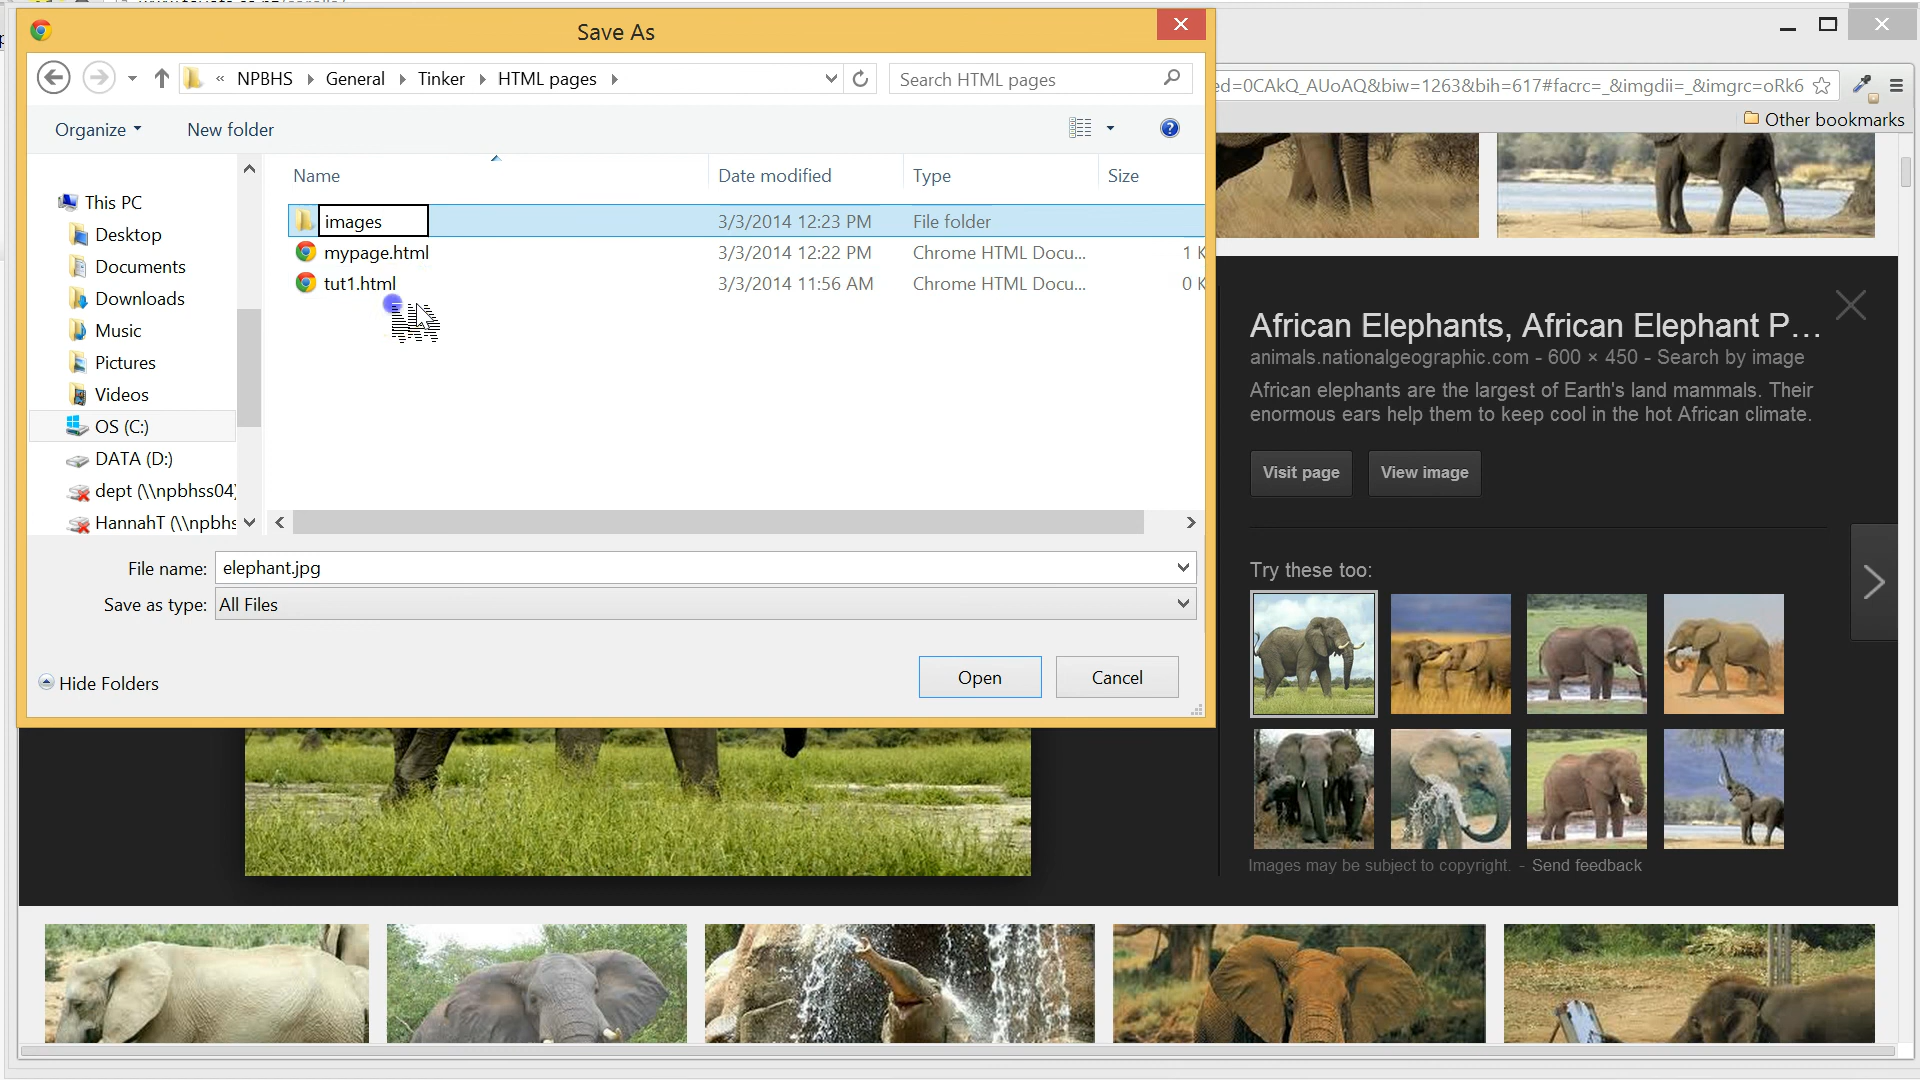 Save As
« NPBHS General Tinker HTML pages
Search HTML pages
ed=0CAkQ_AUoAQ&biw=1263&bih=617#facrc=_&imgdii=_&imgrc=oRk6
Organize
New folder
Other bookmarks
Name Date modified Type Size
This PC
Desktop
Documents
Downloads
Music
Pictures
Videos
OS (C:)
DATA (D:)
dept (\\npbhss04)
HannahT (\\npbhs
images 3/3/2014 12:23 PM File folder
mypage.html 3/3/2014 12:22 PM Chrome HTML Docu... 1 K
tut1.html 3/3/2014 11:56 AM Chrome HTML Docu... 0 K
File name: elephant.jpg
Save as type: All Files
Hide Folders
Open
Cancel
African Elephants, African Elephant P...
animals.nationalgeographic.com - 600 × 450 - Search by image
African elephants are the largest of Earth's land mammals. Their
enormous ears help them to keep cool in the hot African climate.
Visit page
View image
Try these too:
Images may be subject to copyright. - Send feedback